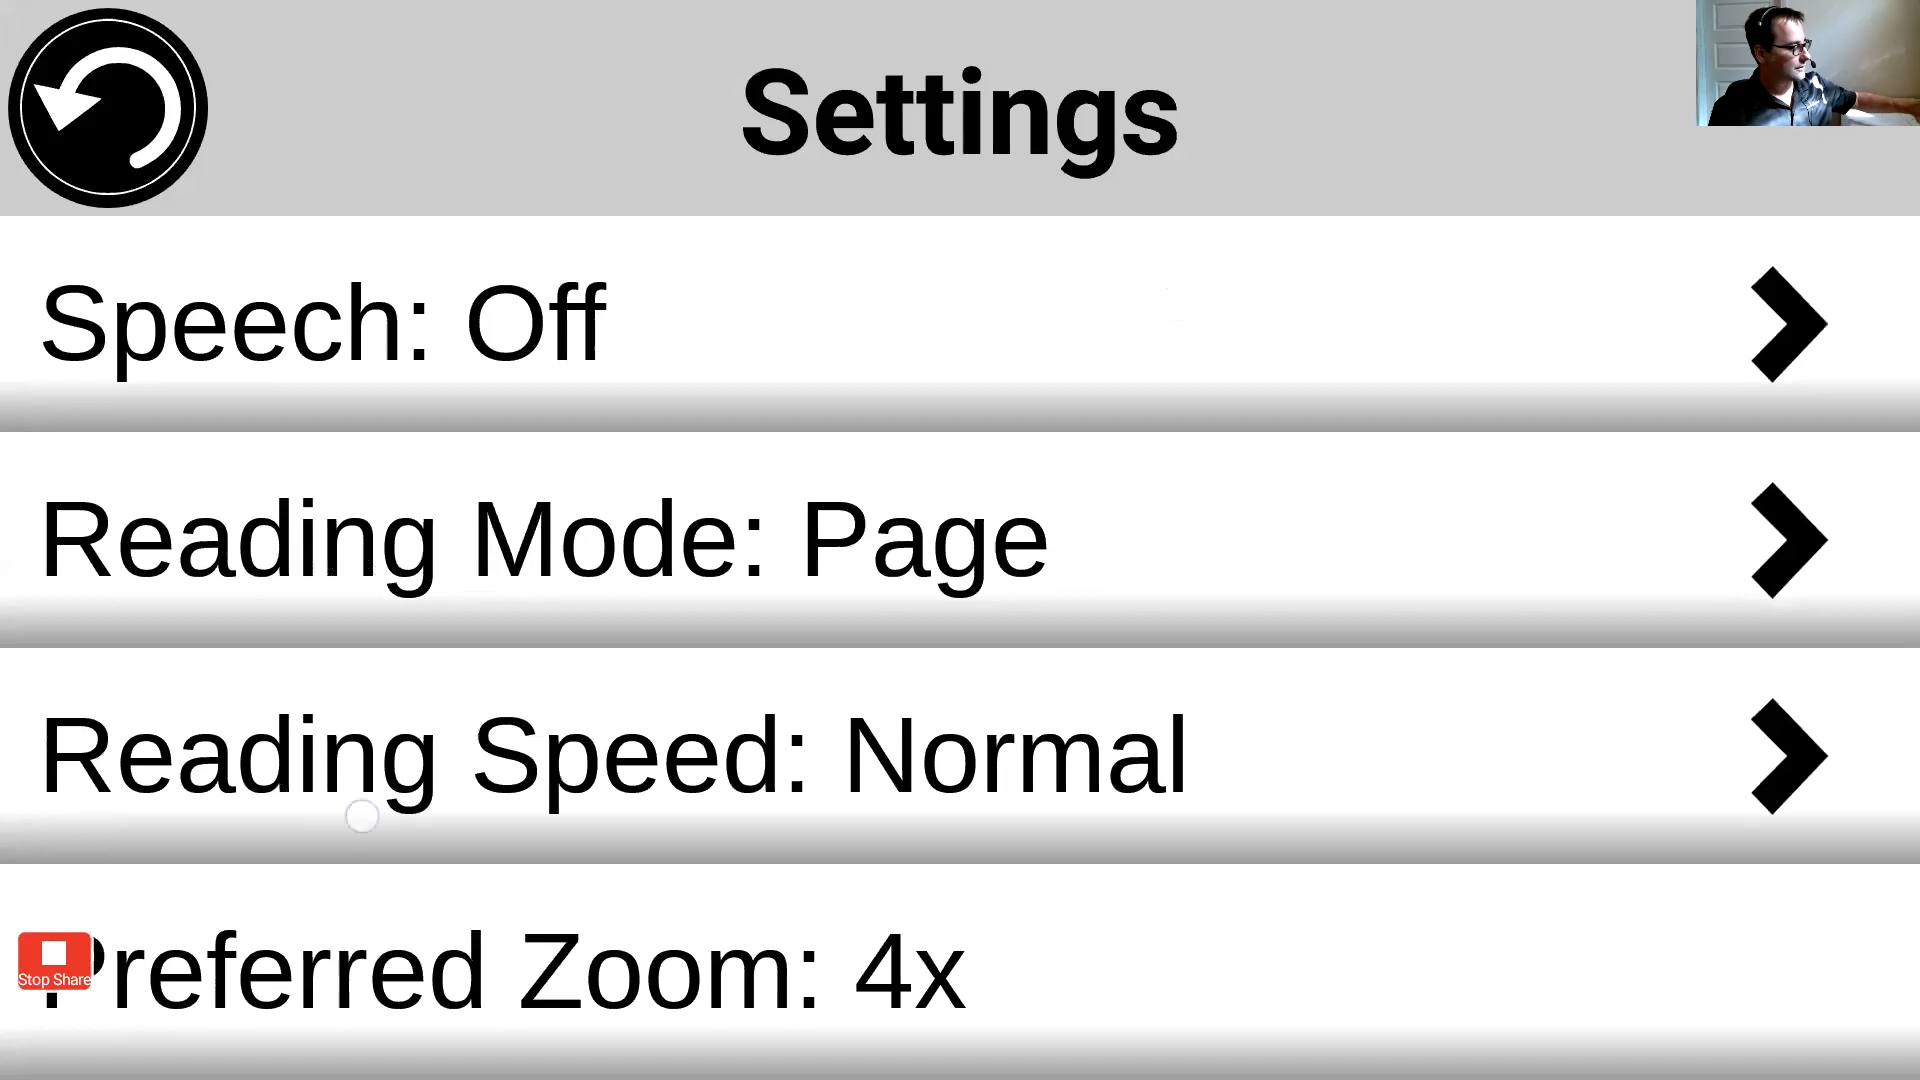 Settings
Speech: Off
Reading Mode: Page
Reading Speed: Normal
Preferred Zoom: 4x
Stop Share